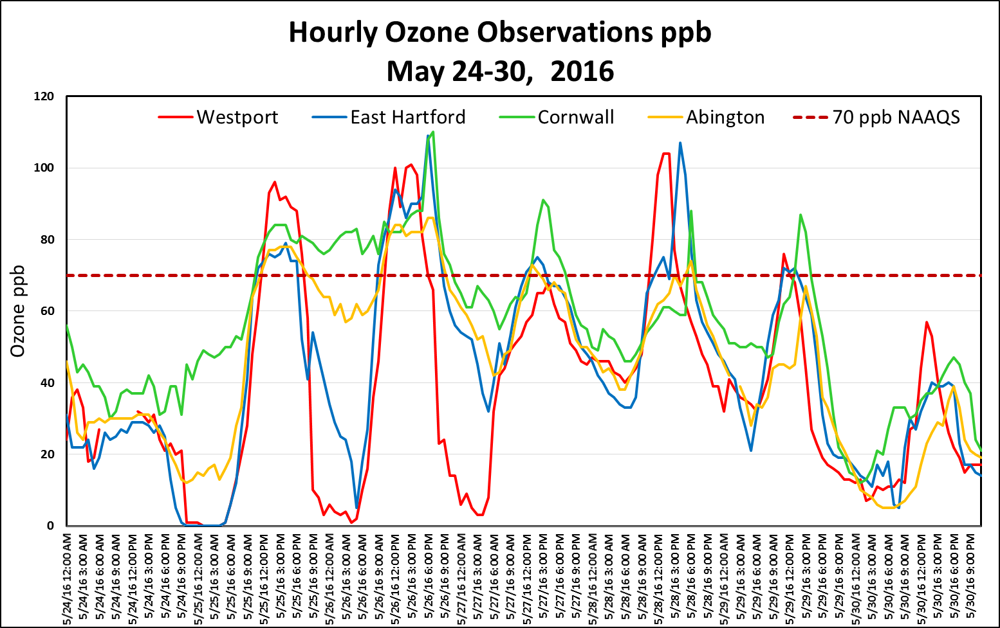 Hourly Ozone Observations ppb
May 24-30,  2016
Westport
East Hartford
Cornwall
Abington
70 ppb NAAQS
Ozone ppb
120
100
80
60
40
20
0
5/24/16 12:00 AM
5/24/16 3:00 AM
5/24/16 6:00 AM
5/24/16 9:00 AM
5/24/16 12:00 PM
5/24/16 3:00 PM
5/24/16 6:00 PM
5/24/16 9:00 PM
5/25/16 12:00 AM
5/25/16 3:00 AM
5/25/16 6:00 AM
5/25/16 9:00 AM
5/25/16 12:00 PM
5/25/16 3:00 PM
5/25/16 6:00 PM
5/25/16 9:00 PM
5/26/16 12:00 AM
5/26/16 3:00 AM
5/26/16 6:00 AM
5/26/16 9:00 AM
5/26/16 12:00 PM
5/26/16 3:00 PM
5/26/16 6:00 PM
5/26/16 9:00 PM
5/27/16 12:00 AM
5/27/16 3:00 AM
5/27/16 6:00 AM
5/27/16 9:00 AM
5/27/16 12:00 PM
5/27/16 3:00 PM
5/27/16 6:00 PM
5/27/16 9:00 PM
5/28/16 12:00 AM
5/28/16 3:00 AM
5/28/16 6:00 AM
5/28/16 9:00 AM
5/28/16 12:00 PM
5/28/16 3:00 PM
5/28/16 6:00 PM
5/28/16 9:00 PM
5/29/16 12:00 AM
5/29/16 3:00 AM
5/29/16 6:00 AM
5/29/16 9:00 AM
5/29/16 12:00 PM
5/29/16 3:00 PM
5/29/16 6:00 PM
5/29/16 9:00 PM
5/30/16 12:00 AM
5/30/16 3:00 AM
5/30/16 6:00 AM
5/30/16 9:00 AM
5/30/16 12:00 PM
5/30/16 3:00 PM
5/30/16 6:00 PM
5/30/16 9:00 PM